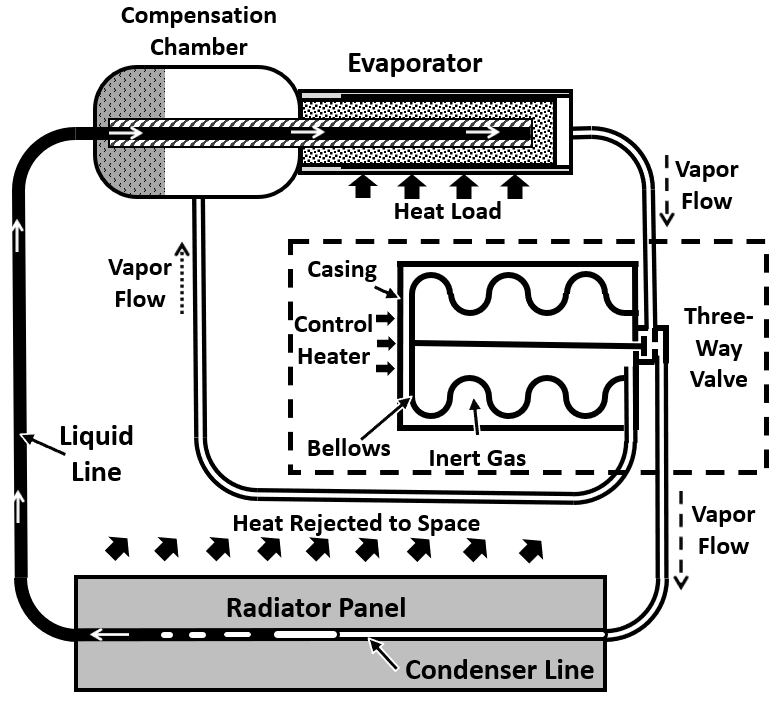 Compensation
Chamber
Evaporator
Vapor
Flow
Heat Load
Casing
Vapor
Flow
Control
Heater
Three-
Way
Valve
Liquid
Line
Bellows
Inert Gas
Heat Rejected to Space
Vapor
Flow
Radiator Panel
Condenser Line